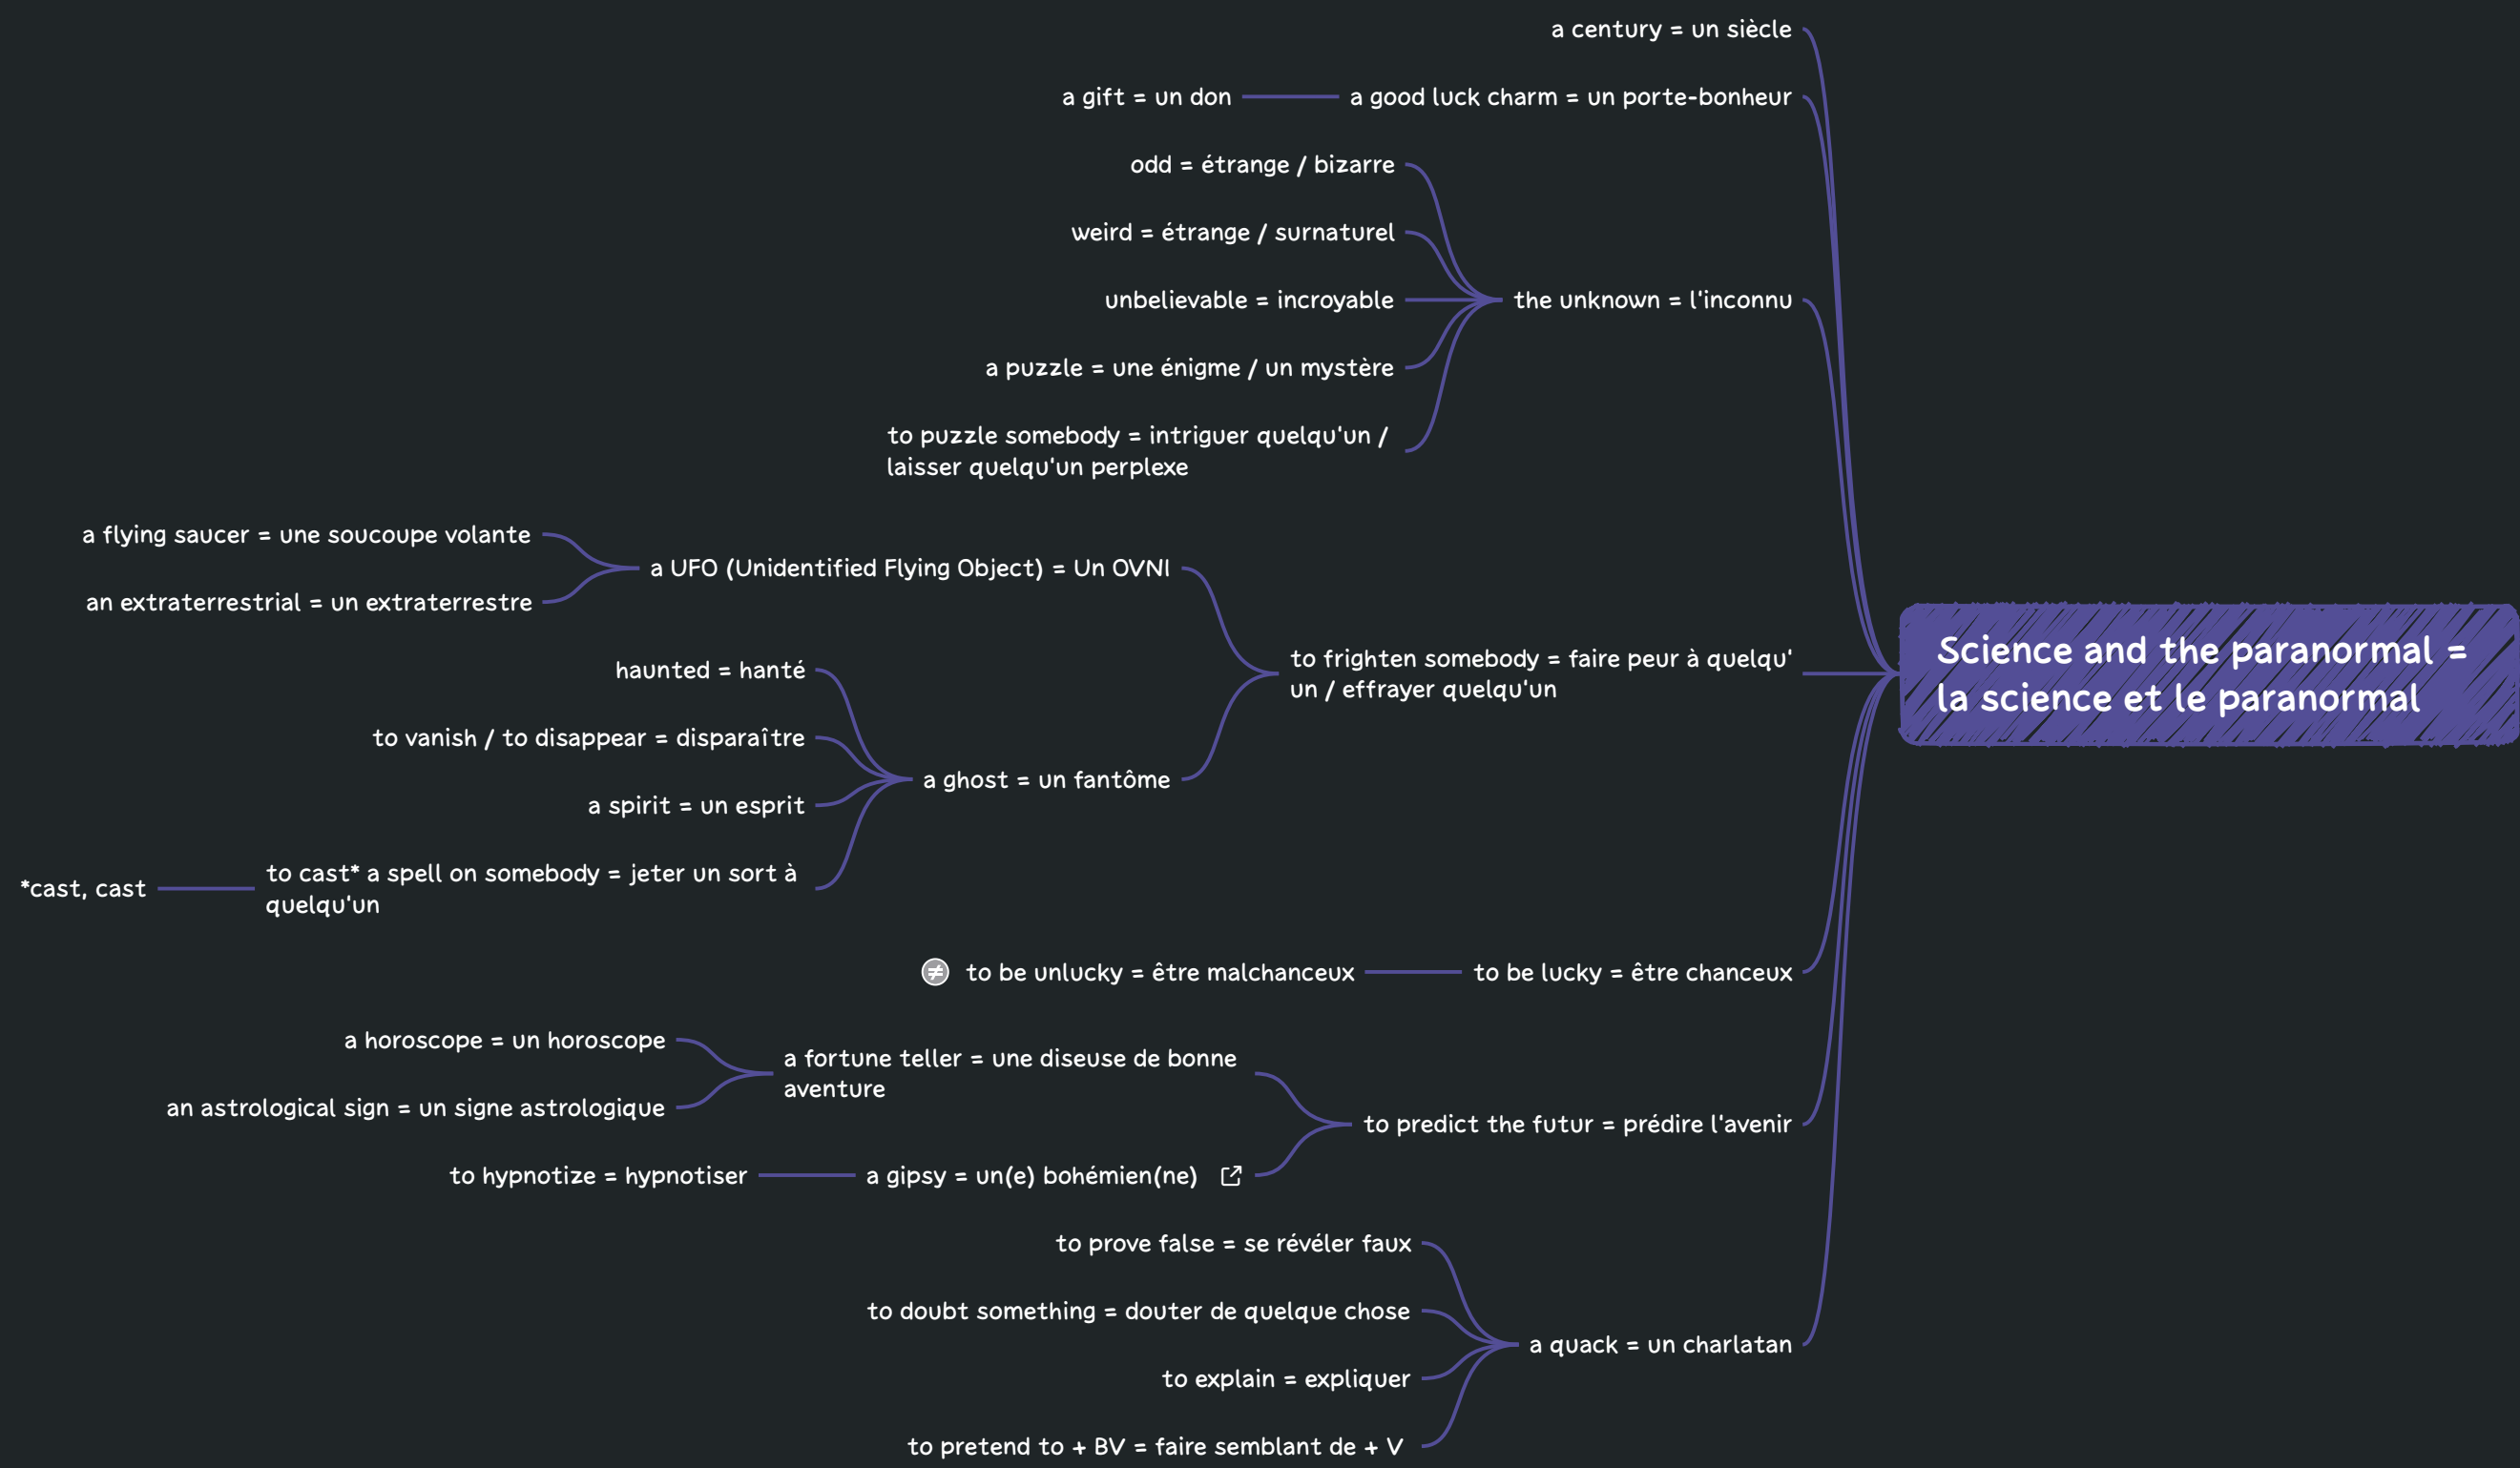 a century = un siècle
a gift = un don
a good luck charm = un porte-bonheur
odd = étrange / bizarre
weird = étrange / surnaturel
unbelievable = incroyable
the unknown = l'inconnu
a puzzle = une énigme / un mystère
to puzzle somebody = intriguer quelqu'un /
laisser quelqu'un perplexe
a flying saucer = une soucoupe volante
a UFO (Unidentified Flying Object) = Un OVNI
an extraterrestrial = un extraterrestre
to frighten somebody = faire peur à quelqu'
un / effrayer quelqu'un
Science and the paranormal =
la science et le paranormal
haunted = hanté
to vanish / to disappear = disparaître
a ghost = un fantôme
a spirit = un esprit
to cast* a spell on somebody = jeter un sort à
quelqu'un
*cast, cast
≠ to be unlucky = être malchanceux
to be lucky = être chanceux
a horoscope = un horoscope
a fortune teller = une diseuse de bonne
aventure
an astrological sign = un signe astrologique
to predict the futur = prédire l'avenir
to hypnotize = hypnotiser
a gipsy = un(e) bohémien(ne)
to prove false = se révéler faux
to doubt something = douter de quelque chose
a quack = un charlatan
to explain = expliquer
to pretend to + BV = faire semblant de + V